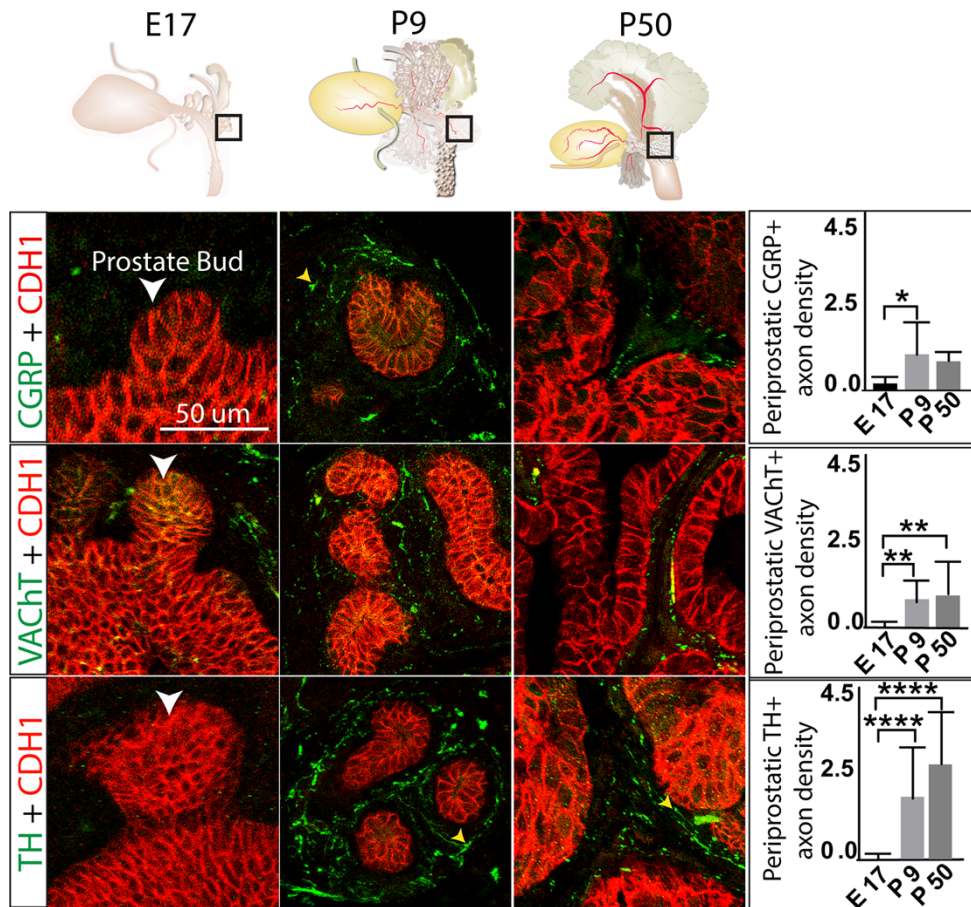 E17 P9 P50
CGRP + CDH1
Prostate Bud
50 um
Periprostatic CGRP+
axon density
4.5
2.5
0.0
*
E 17 P 9 P 50
VAChT + CDH1
Periprostatic VAChT+
axon density
4.5
2.5
0.0
**
**
E 17 P 9 P 50
TH + CDH1
Periprostatic TH+
axon density
4.5
2.5
0.0
****
****
E 17 P 9 P 50